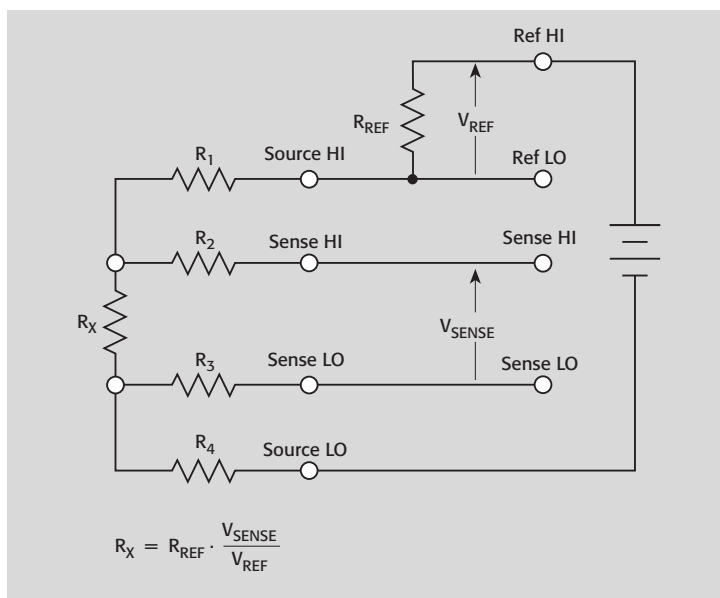 Ref HI
R_REF
V_REF
R_1
Source HI
Ref LO
R_2
Sense HI
Sense HI
R_X
V_SENSE
R_3
Sense LO
Sense LO
R_4
Source LO
R_X = R_REF · V_SENSE / V_REF